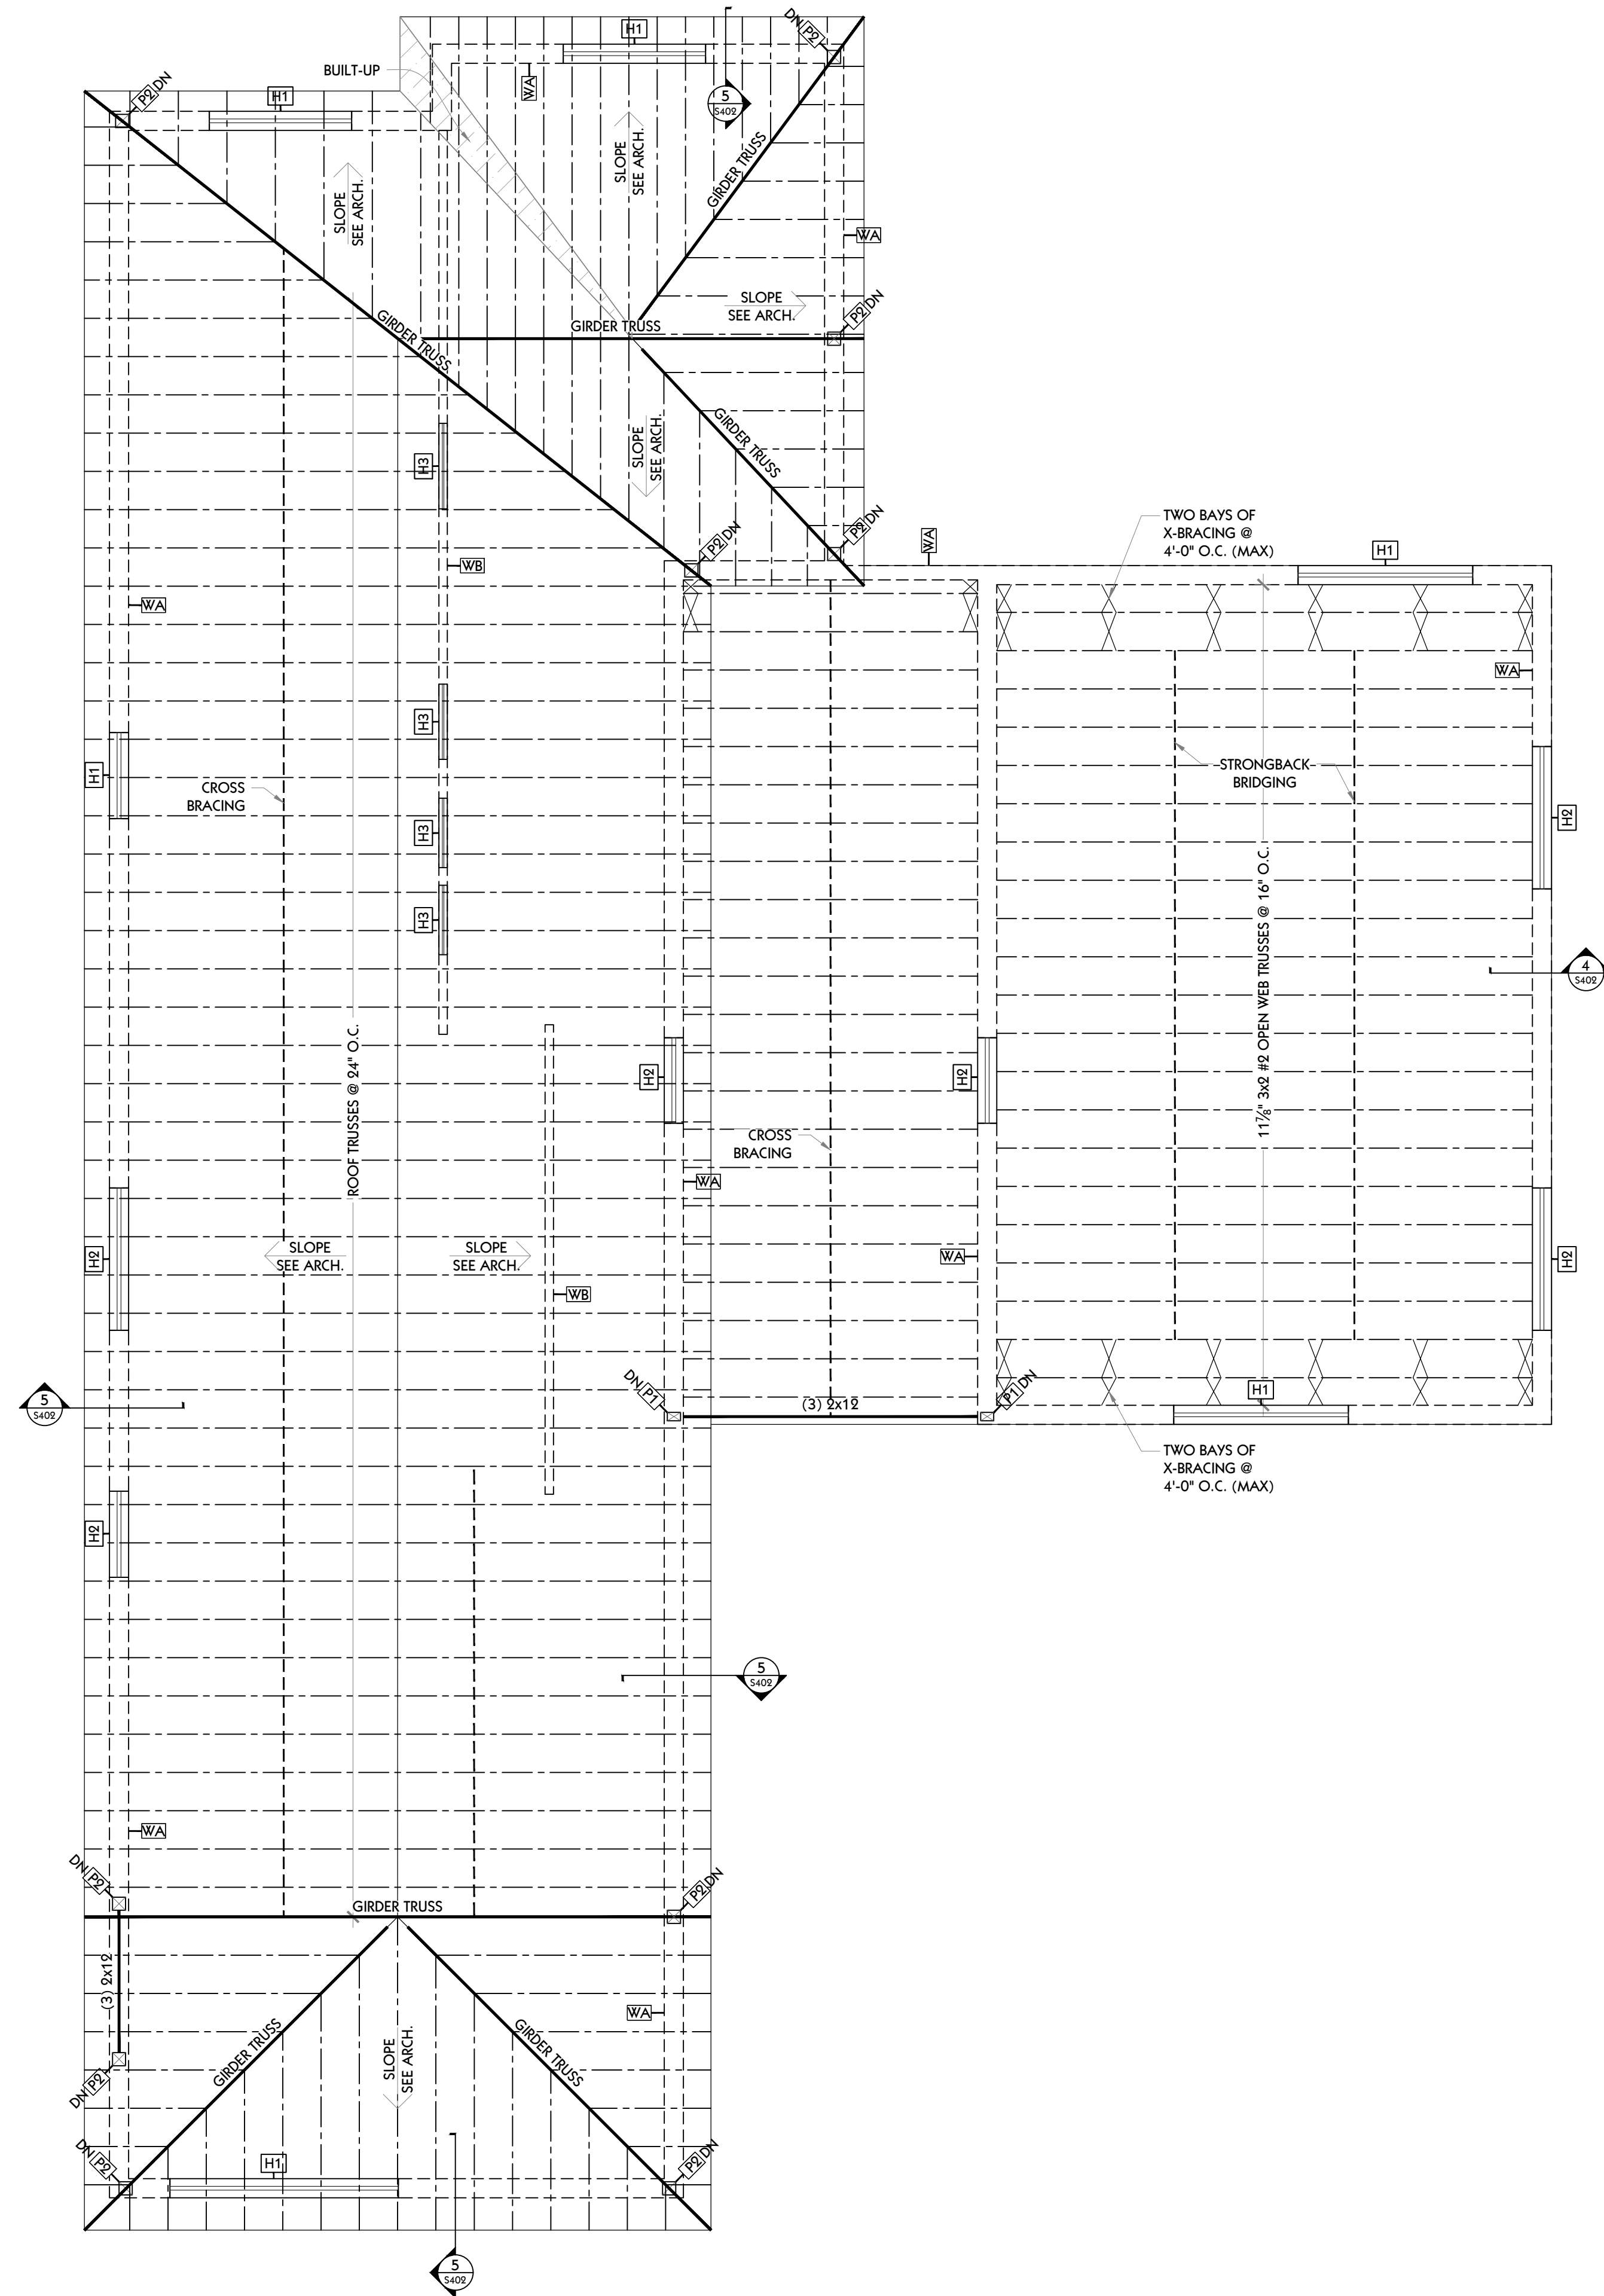 H1
DN P2
BUILT-UP
WA
5
S402
P2 DN
H1
SLOPE
SEE ARCH.
GIRDER TRUSS
SLOPE
SEE ARCH.
WA
SLOPE
SEE ARCH.
P2 DN
GIRDER TRUSS
GIRDER TRUSS
SLOPE
SEE ARCH.
GIRDER TRUSS
H3
P2 DN
P2 DN
WA
TWO BAYS OF
X-BRACING @
4'-0" O.C. (MAX)
H1
WB
WA
WA
H3
H1
CROSS
BRACING
STRONGBACK
BRIDGING
H2
H3
H3
11⅞" 3x2 #2 OPEN WEB TRUSSES @ 16" O.C.
4
S402
ROOF TRUSSES @ 24" O.C.
H2
H2
CROSS
BRACING
WA
H2
SLOPE
SEE ARCH.
SLOPE
SEE ARCH.
WA
H2
WB
5
S402
DN P1
(3) 2x12
P1 DN
H1
TWO BAYS OF
X-BRACING @
4'-0" O.C. (MAX)
H2
5
S402
WA
DN P2
GIRDER TRUSS
P2 DN
(3) 2x12
WA
GIRDER TRUSS
SLOPE
SEE ARCH.
GIRDER TRUSS
DN P2
DN P2
H1
P2 DN
5
S402